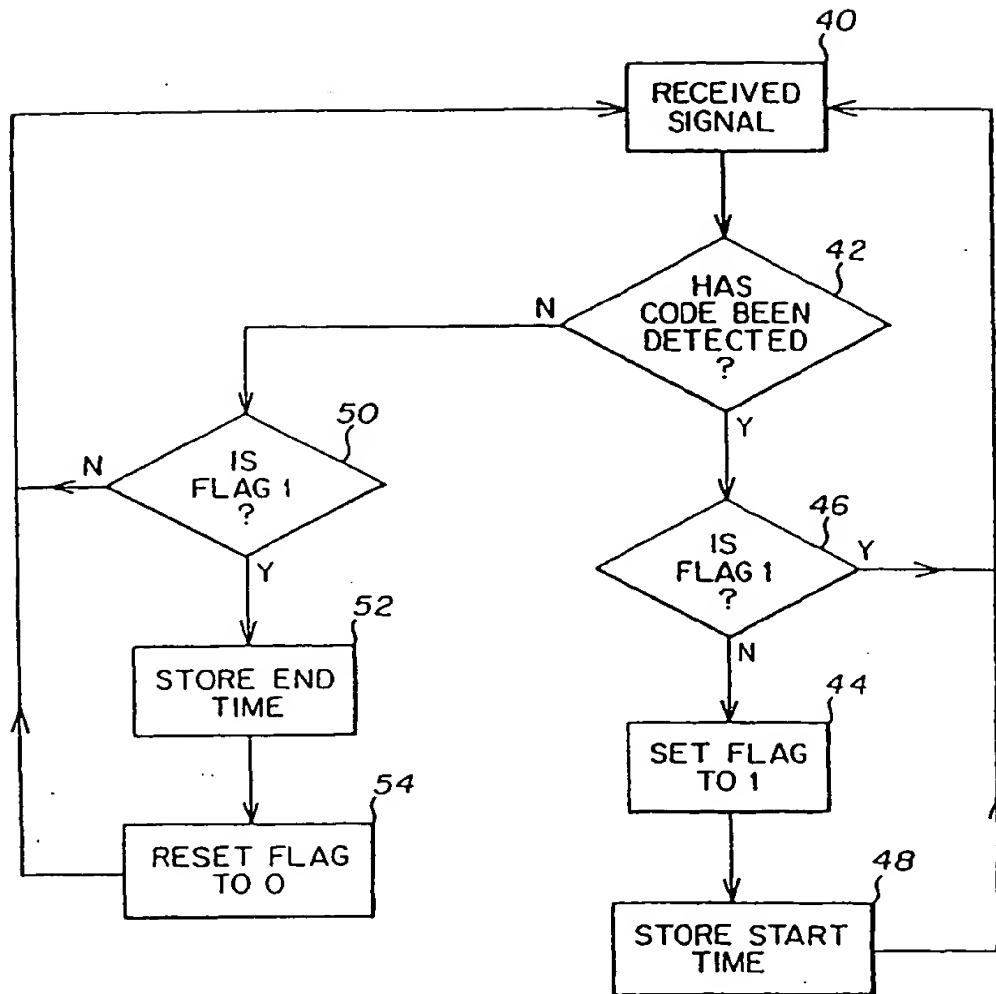 40
RECEIVED
SIGNAL
42
HAS
CODE BEEN
DETECTED
?
N
Y
50
IS
FLAG 1
?
N
Y
46
IS
FLAG 1
?
Y
N
52
STORE END
TIME
44
SET FLAG
TO 1
54
RESET FLAG
TO 0
48
STORE START
TIME